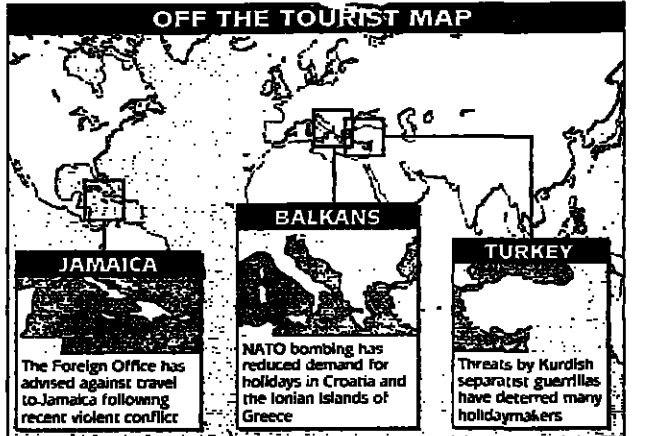 OFF THE TOURIST MAP
JAMAICA
The Foreign Office has
advised against travel
to Jamaica following
recent violent conflict
BALKANS
NATO bombing has
reduced demand for
holidays in Croatia and
the Ionian Islands of
Greece
TURKEY
Threats by Kurdish
separatist guerrillas
have deterred many
holidaymakers